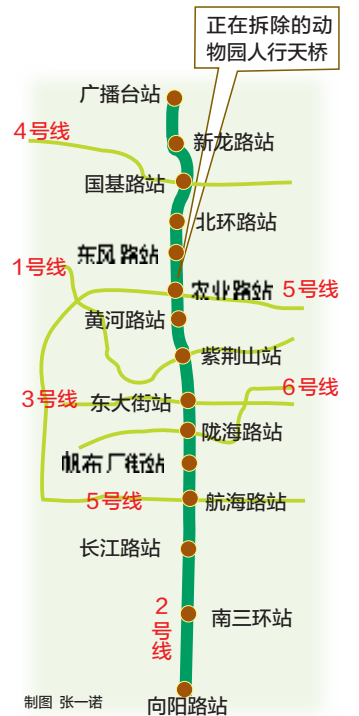 正在拆除的动
物园人行天桥
广播台站
4号线
新龙路站
国基路站
北环路站
东风路站
1号线
农业路站
5号线
黄河路站
紫荆山站
6号线
3号线
东大街站
陇海路站
帆布厂街站
5号线
航海路站
长江路站
2号线
南三环站
制图 张一诺
向阳路站